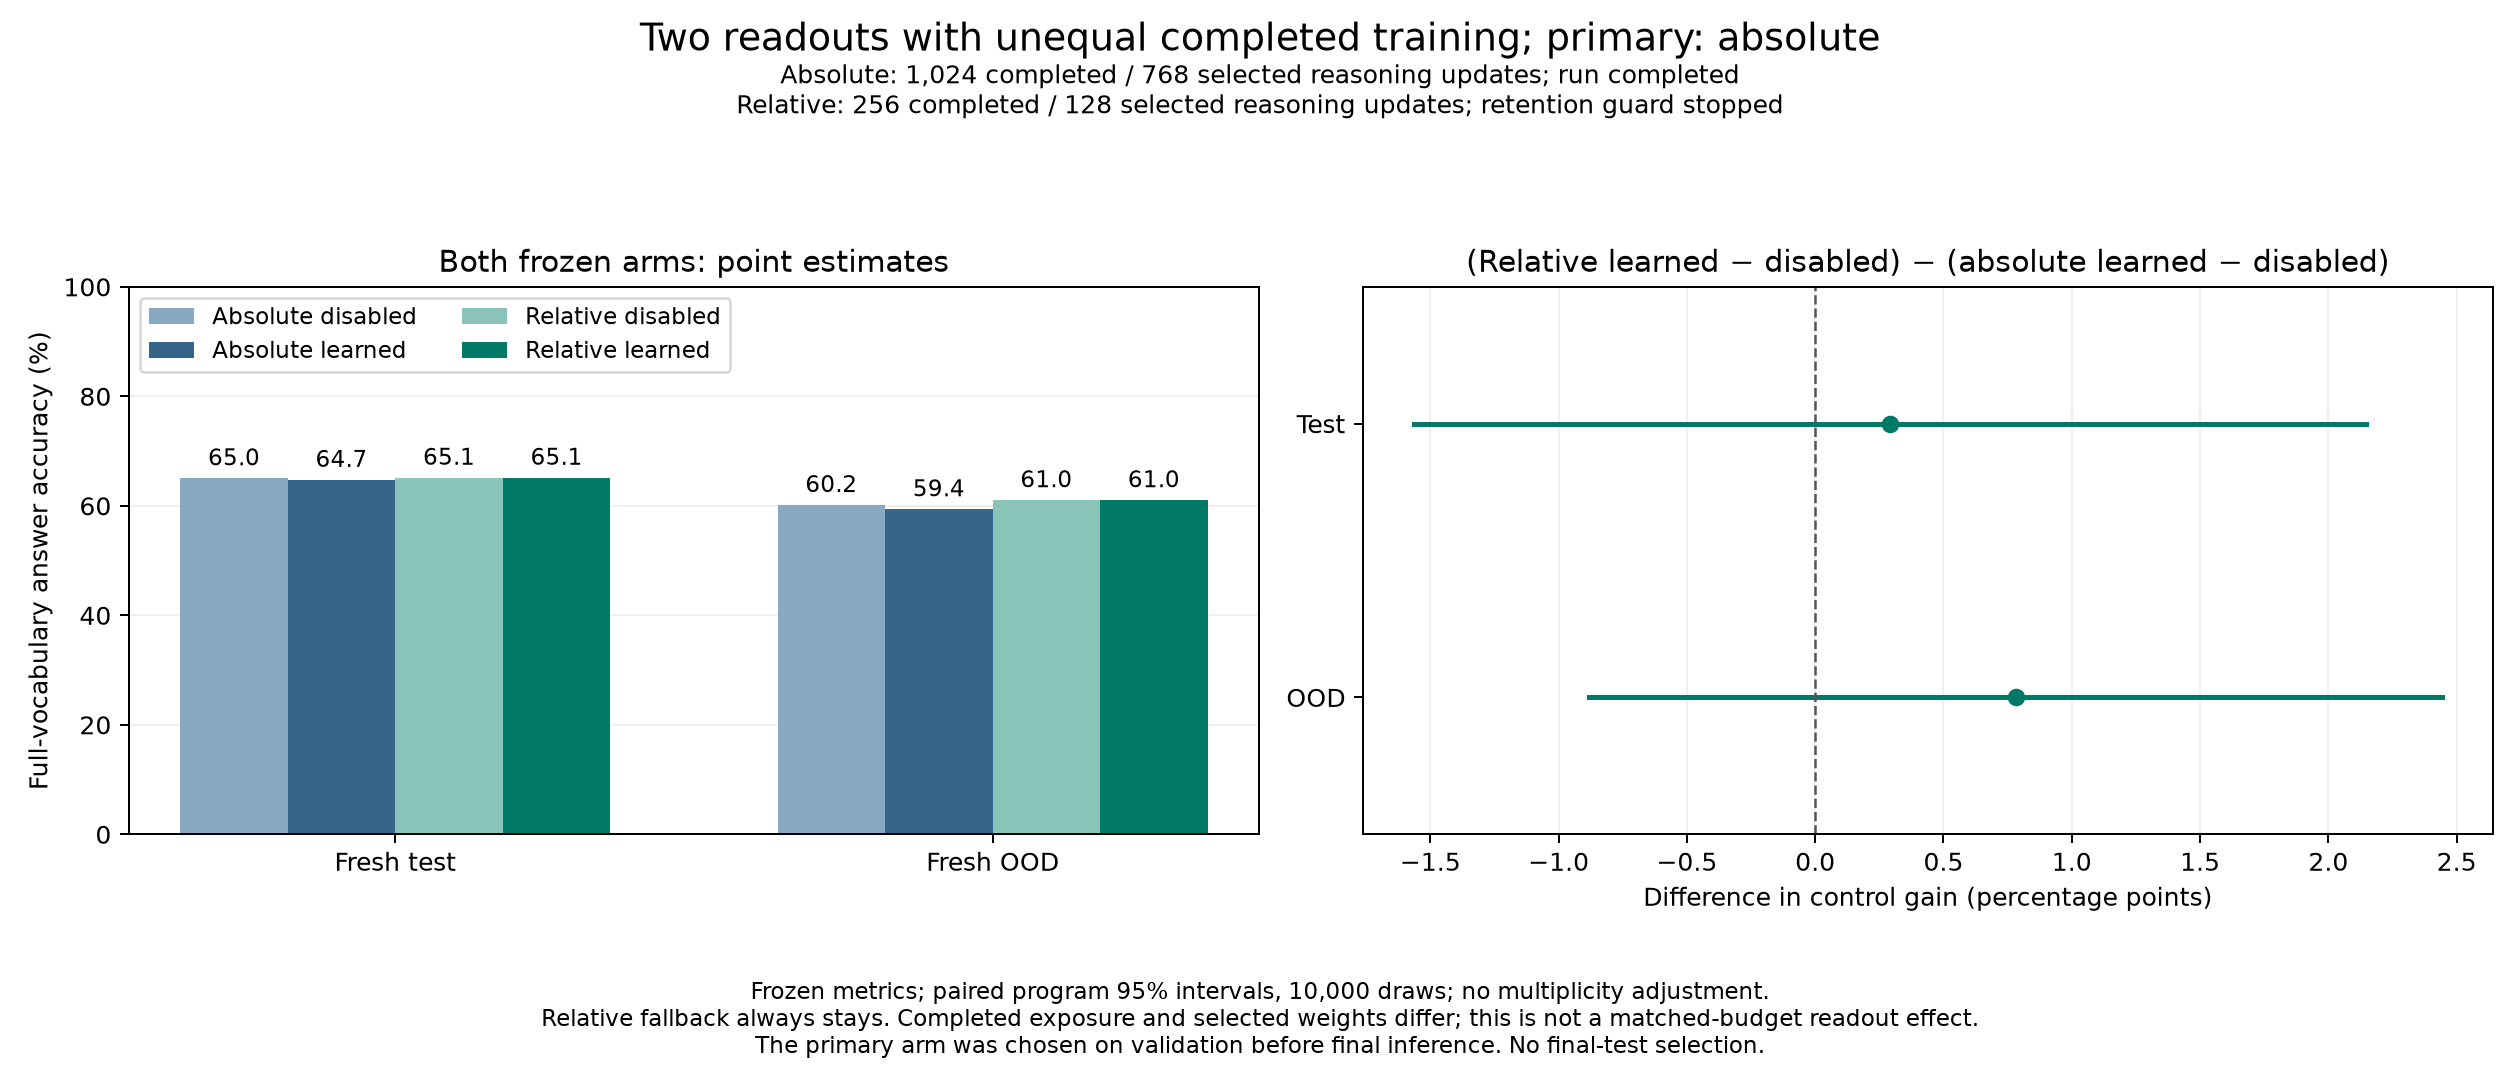 Two readouts with unequal completed training; primary: absolute
Absolute: 1,024 completed / 768 selected reasoning updates; run completed
Relative: 256 completed / 128 selected reasoning updates; retention guard stopped
Both frozen arms: point estimates
Full-vocabulary answer accuracy (%)
100
80
60
40
20
0
Absolute disabled
Absolute learned
Relative disabled
Relative learned
65.0
64.7
65.1
65.1
60.2
59.4
61.0
61.0
Fresh test
Fresh OOD
(Relative learned − disabled) − (absolute learned − disabled)
Test
OOD
−1.5
−1.0
−0.5
0.0
0.5
1.0
1.5
2.0
2.5
Difference in control gain (percentage points)
Frozen metrics; paired program 95% intervals, 10,000 draws; no multiplicity adjustment.
Relative fallback always stays. Completed exposure and selected weights differ; this is not a matched-budget readout effect.
The primary arm was chosen on validation before final inference. No final-test selection.